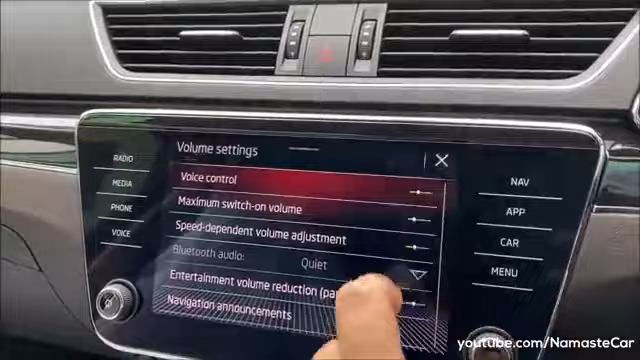 Volume settings
RADIO
MEDIA
PHONE
VOICE
Voice control
Maximum switch-on volume
Speed-dependent volume adjustment
Bluetooth audio: Quiet
Entertainment volume reduction (pa
Navigation announcements
NAV
APP
CAR
MENU
youtube.com/NamasteCar